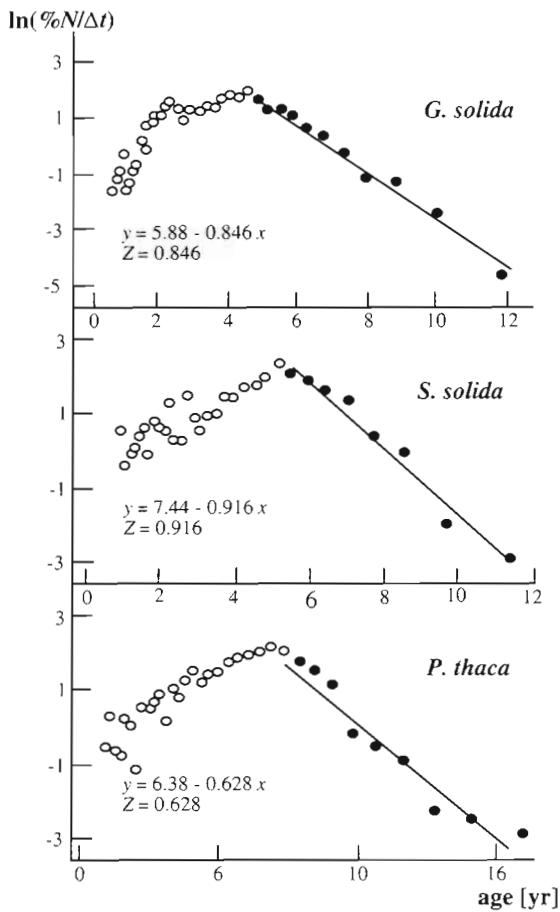 ln(%N/Δt)
3
1
-1
-3
-5
G. solida
y = 5.88 - 0.846 x
Z = 0.846
0 2 4 6 8 10 12
3
1
-1
-3
S. solida
y = 7.44 - 0.916 x
Z = 0.916
0 2 4 6 8 10 12
3
1
-1
-3
P. thaca
y = 6.38 - 0.628 x
Z = 0.628
0 6 10 16
age [yr]